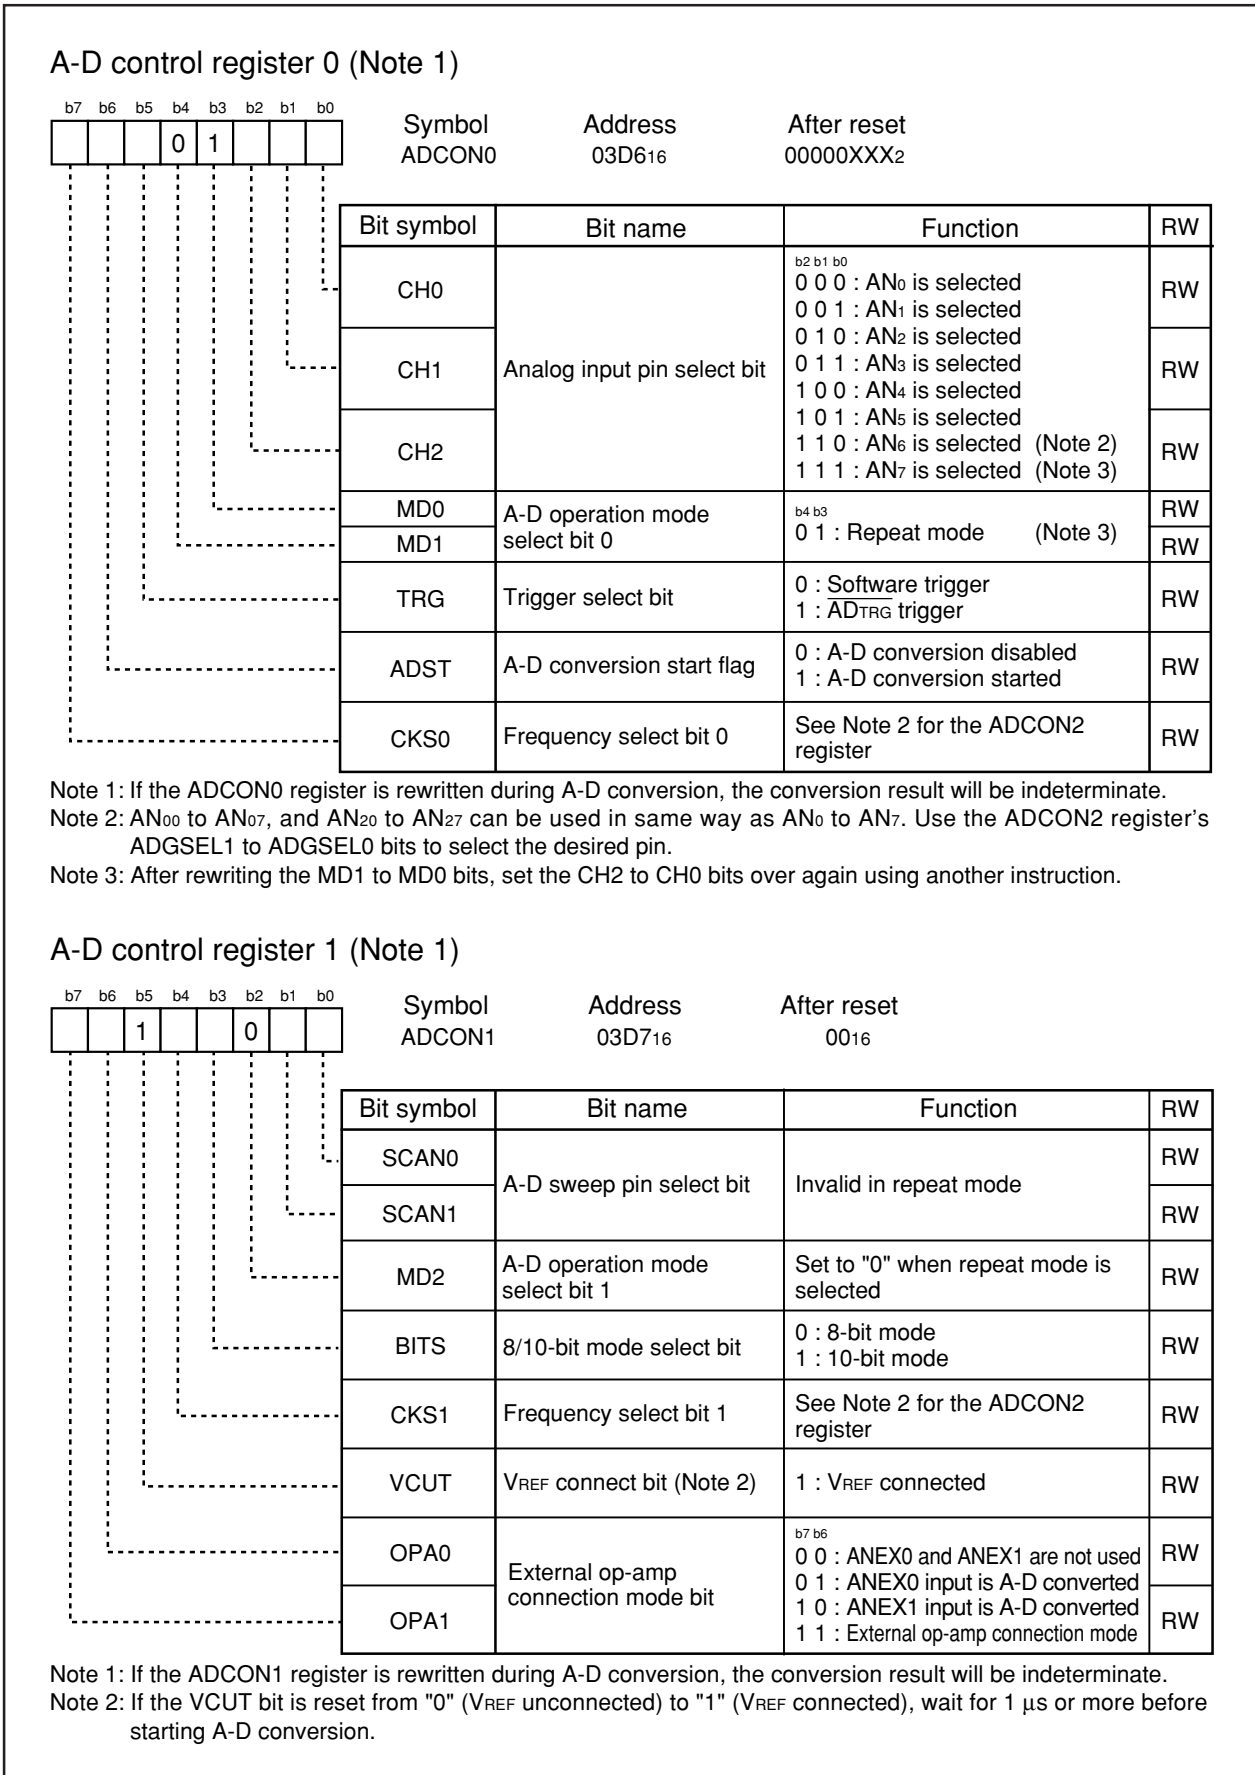 A-D control register 0 (Note 1)
b7 b6 b5 b4 b3 b2 b1 b0
0 1
Symbol Address After reset
ADCON0 03D616 00000XXX2
Bit symbol Bit name Function RW
CH0
CH1
CH2
Analog input pin select bit
b2 b1 b0
0 0 0 : AN0 is selected
0 0 1 : AN1 is selected
0 1 0 : AN2 is selected
0 1 1 : AN3 is selected
1 0 0 : AN4 is selected
1 0 1 : AN5 is selected
1 1 0 : AN6 is selected (Note 2)
1 1 1 : AN7 is selected (Note 3)
RW
RW
RW
MD0
MD1
A-D operation mode
select bit 0
b4 b3
0 1 : Repeat mode (Note 3)
RW
RW
TRG
Trigger select bit
0 : Software trigger
1 : ADTRG trigger
RW
ADST
A-D conversion start flag
0 : A-D conversion disabled
1 : A-D conversion started
RW
CKS0
Frequency select bit 0
See Note 2 for the ADCON2
register
RW
Note 1: If the ADCON0 register is rewritten during A-D conversion, the conversion result will be indeterminate.
Note 2: AN00 to AN07, and AN20 to AN27 can be used in same way as AN0 to AN7. Use the ADCON2 register's
ADGSEL1 to ADGSEL0 bits to select the desired pin.
Note 3: After rewriting the MD1 to MD0 bits, set the CH2 to CH0 bits over again using another instruction.
A-D control register 1 (Note 1)
b7 b6 b5 b4 b3 b2 b1 b0
1 0
Symbol Address After reset
ADCON1 03D716 0016
Bit symbol Bit name Function RW
SCAN0
SCAN1
A-D sweep pin select bit
Invalid in repeat mode
RW
RW
MD2
A-D operation mode
select bit 1
Set to "0" when repeat mode is
selected
RW
BITS
8/10-bit mode select bit
0 : 8-bit mode
1 : 10-bit mode
RW
CKS1
Frequency select bit 1
See Note 2 for the ADCON2
register
RW
VCUT
VREF connect bit (Note 2)
1 : VREF connected
RW
OPA0
OPA1
External op-amp
connection mode bit
b7 b6
0 0 : ANEX0 and ANEX1 are not used
0 1 : ANEX0 input is A-D converted
1 0 : ANEX1 input is A-D converted
1 1 : External op-amp connection mode
RW
RW
Note 1: If the ADCON1 register is rewritten during A-D conversion, the conversion result will be indeterminate.
Note 2: If the VCUT bit is reset from "0" (VREF unconnected) to "1" (VREF connected), wait for 1 µs or more before
starting A-D conversion.